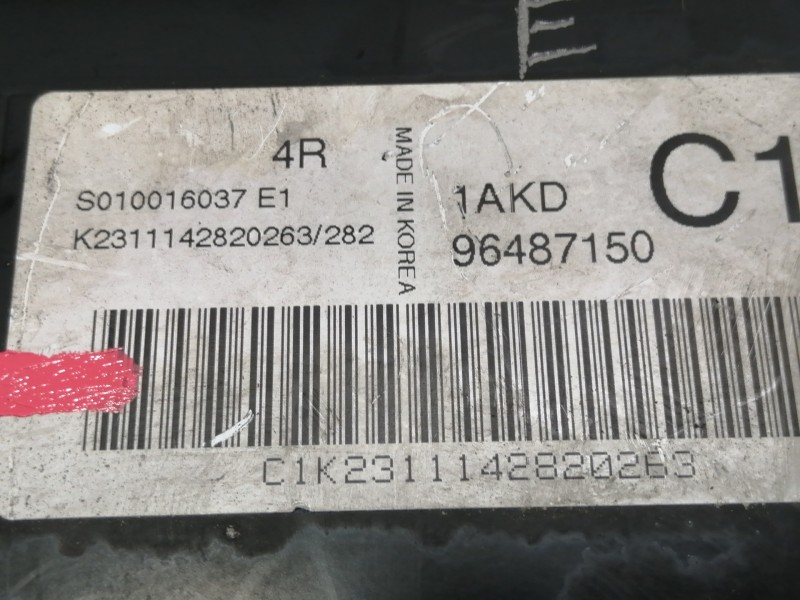 4R
S010016037 E1
K2311142820263/282
MADE IN KOREA
1AKD
96487150
C1
C1K2311142820263